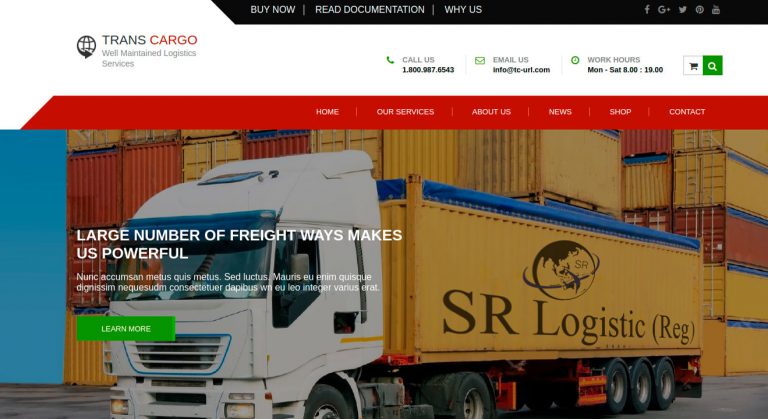 BUY NOW | READ DOCUMENTATION | WHY US
TRANS CARGO
Well Maintained Logistics
Services
CALL US
1.800.987.6543
EMAIL US
info@tc-url.com
WORK HOURS
Mon - Sat 8.00 : 19.00
HOME | OUR SERVICES | ABOUT US | NEWS | SHOP | CONTACT
LARGE NUMBER OF FREIGHT WAYS MAKES
US POWERFUL
Nunc accumsan metus quis metus. Sed luctus. Mauris eu enim quisque
dignissim nequesudm consectetuer dapibus wn eu leo integer varius erat.
LEARN MORE
SR
SR Logistic (Reg)